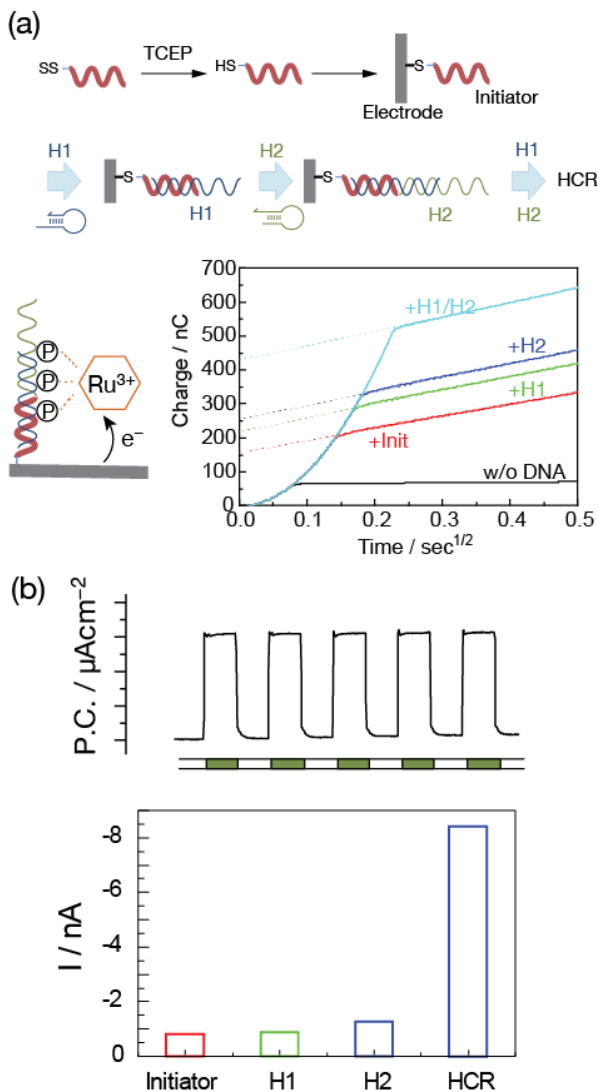 (a)
SS
TCEP
HS
S
Electrode
Initiator
H1
S
H1
H2
S
H2
H1
H2
HCR
P
P
P
Ru3+
e−
Charge / nC
700
600
500
400
300
200
100
0
+H1/H2
+H2
+H1
+Init
w/o DNA
0.0 0.1 0.2 0.3 0.4 0.5
Time / sec1/2
(b)
P.C. / µAcm−2
I / nA
-8
-6
-4
-2
0
Initiator H1 H2 HCR